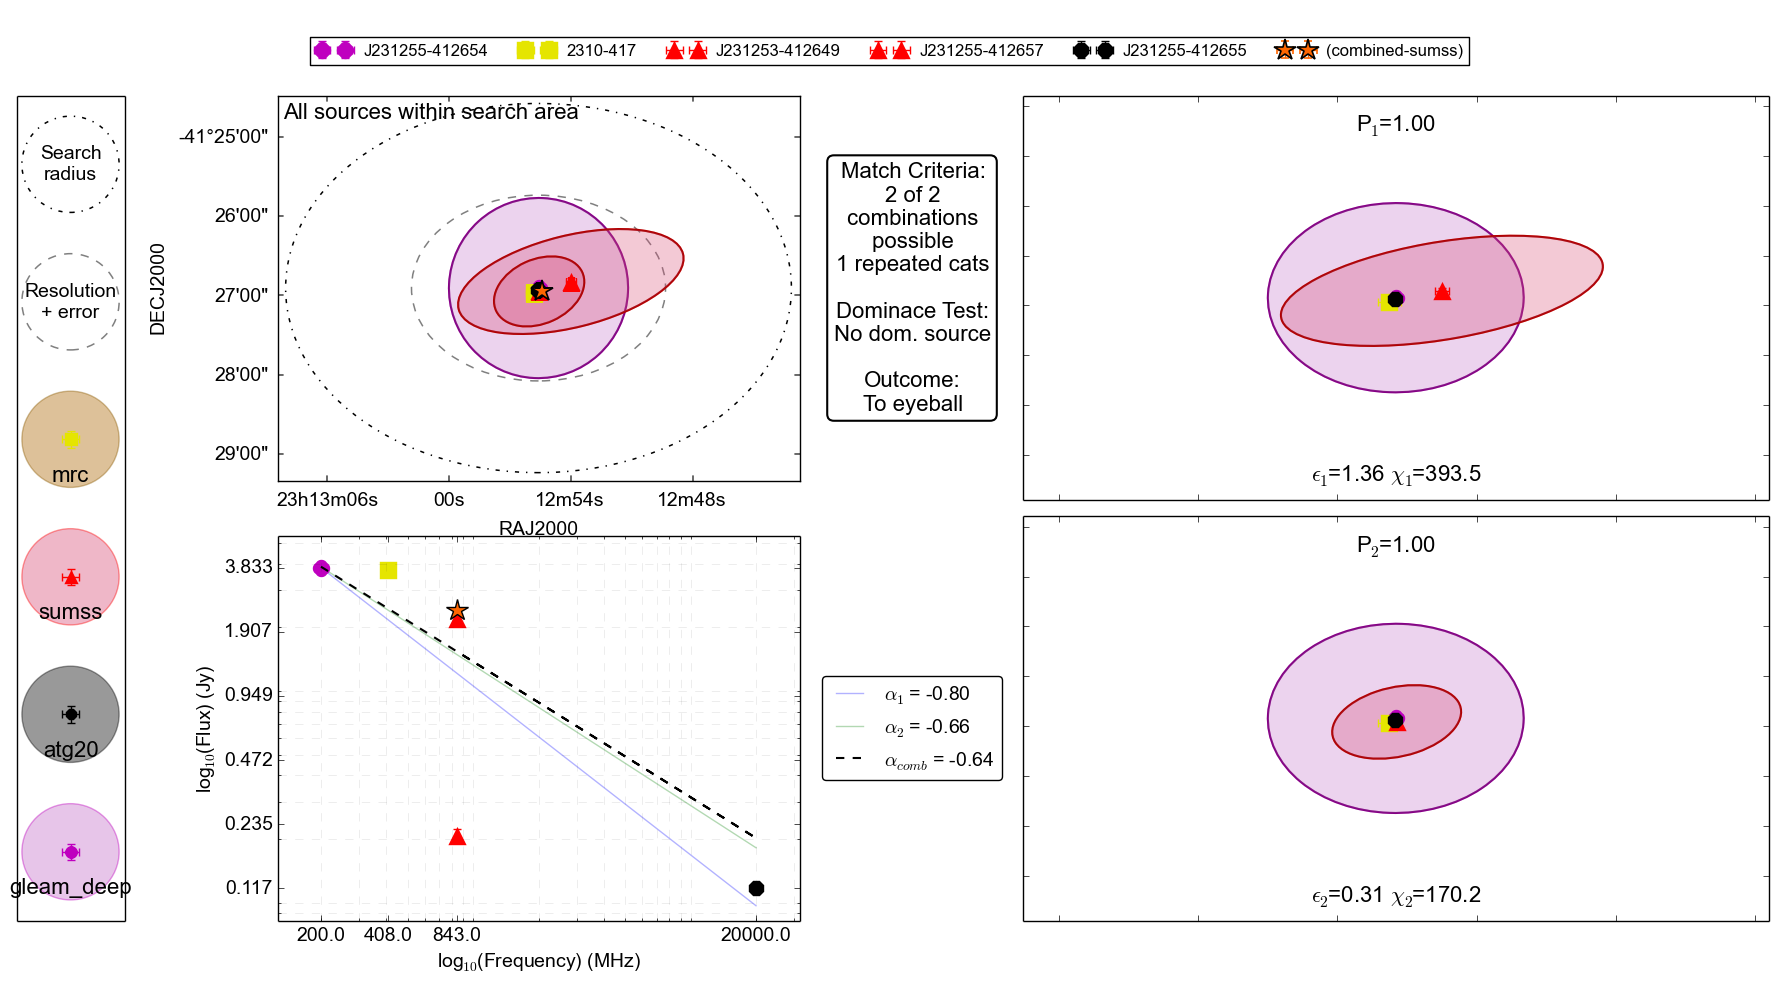 J231255-412654
2310-417
J231253-412649
J231255-412657
J231255-412655
(combined-sumss)
Search
radius
Resolution
+ error
mrc
sumss
atg20
gleam_deep
All sources within search area
DECJ2000
-41°25'00"
26'00"
27'00"
28'00"
29'00"
23h13m06s
00s
12m54s
12m48s
RAJ2000
Match Criteria:
2 of 2
combinations
possible
1 repeated cats
Dominace Test:
No dom. source
Outcome:
To eyeball
P₁=1.00
ϵ₁=1.36 χ₁=393.5
log₁₀(Flux) (Jy)
3.833
1.907
0.949
0.472
0.235
0.117
200.0
408.0
843.0
20000.0
log₁₀(Frequency) (MHz)
α₁ = -0.80
α₂ = -0.66
α_comb = -0.64
P₂=1.00
ϵ₂=0.31 χ₂=170.2